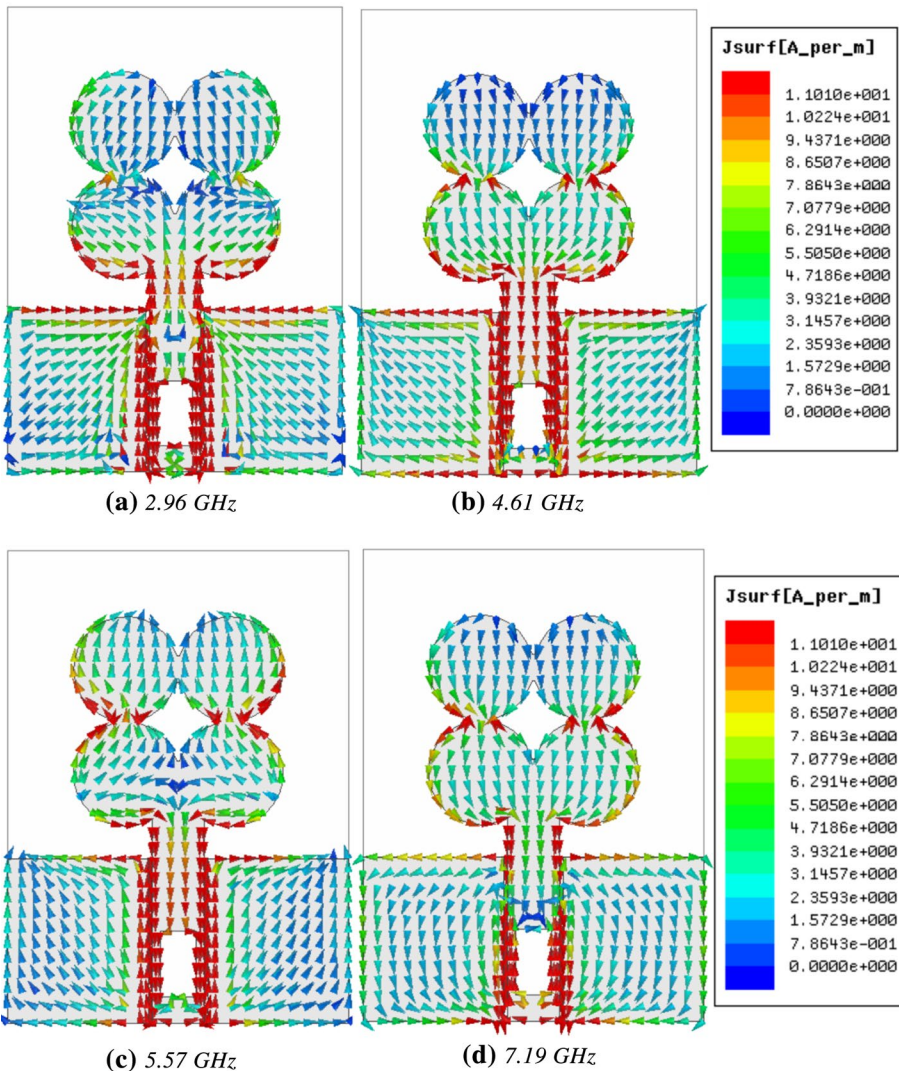 Jsurf[A_per_m]
1.1010e+001
1.0224e+001
9.4371e+000
8.6507e+000
7.8643e+000
7.0779e+000
6.2914e+000
5.5050e+000
4.7186e+000
3.9321e+000
3.1457e+000
2.3593e+000
1.5729e+000
7.8643e-001
0.0000e+000
(a) 2.96 GHz
(b) 4.61 GHz
Jsurf[A_per_m]
1.1010e+001
1.0224e+001
9.4371e+000
8.6507e+000
7.8643e+000
7.0779e+000
6.2914e+000
5.5050e+000
4.7186e+000
3.9321e+000
3.1457e+000
2.3593e+000
1.5729e+000
7.8643e-001
0.0000e+000
(c) 5.57 GHz
(d) 7.19 GHz